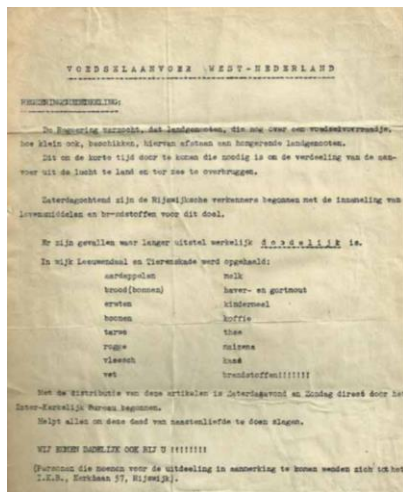 VOEDSELAANVOER WEST-NEDERLAND
REGEERINGSMEDEDEELING:
De Regeering verzocht, dat landgenooten, die nog over een voedselvoorraadje,
hoe klein ook, beschikken, hiervan afstaan aan hongerende landgenooten.
Dit om de korte tijd door te komen die noodig is om de verdeeling van de aan-
voer uit de lucht te land en ter zee te overbruggen.
Zaterdagochtend zijn de Rijswijksche verkenners begonnen met de inzameling van
levensmiddelen en brandstoffen voor dit doel.
Er zijn gevallen waar langer uitstel werkelijk doodelijk is.
In wijk Leeuwendaal en Tierenskade werd opgehaald:
aardappelen melk
brood(boonen) haver- en gortmout
erwten kindermeel
boonen koffie
tarwe thee
rogge maizena
vleesch kaas
vet brandstoffen!!!!!!!
Met de distributie van deze artikelen is Zaterdagavond en Zondag direct door het
Inter-Kerkelijk Bureau begonnen.
Helpt allen om deze daad van naastenliefde te doen slagen.
WIJ KOMEN DADELIJK OOK BIJ U !!!!!!!!
(Personen die meenen voor de uitdeeling in aanmerking te komen wenden zich tot het
I.K.B., Kerklaan 57, Rijswijk).